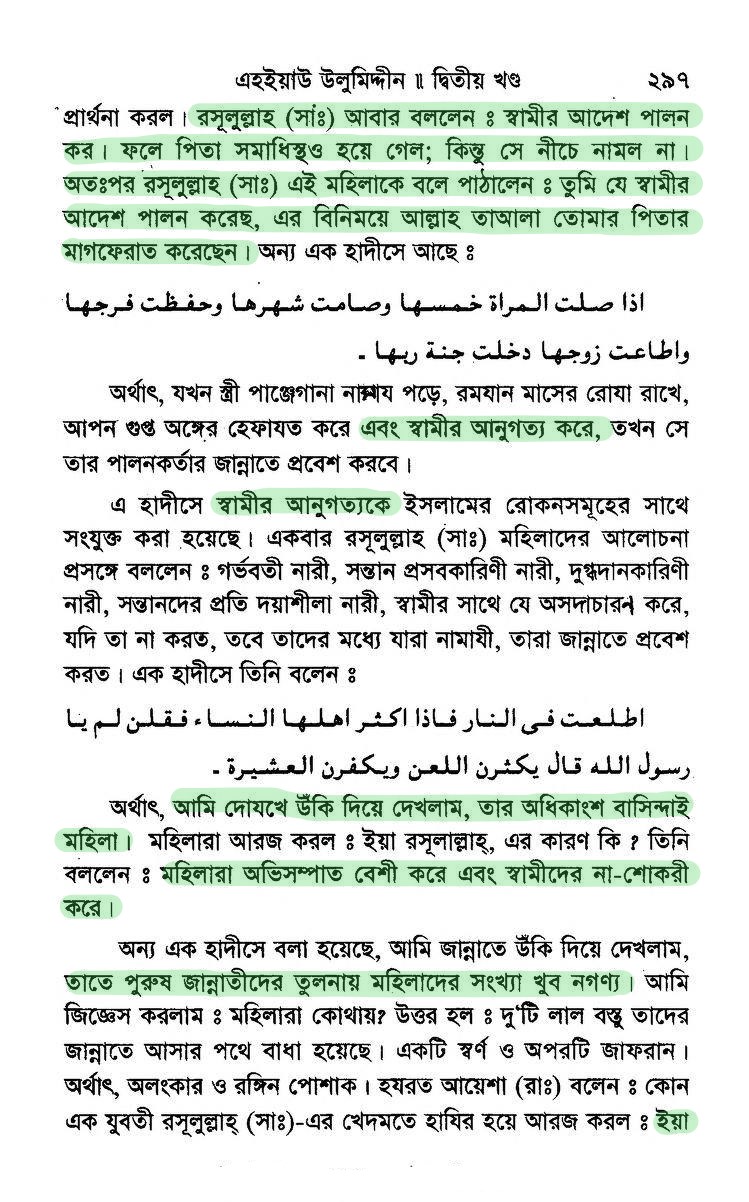 এহইয়াউ উলুমিদ্দীন ॥ দ্বিতীয় খণ্ড ২৯৭
প্রার্থনা করল। রসূলুল্লাহ (সাঃ) আবার বললেন ঃ স্বামীর আদেশ পালন
কর। ফলে পিতা সমাধিস্থও হয়ে গেল; কিন্তু সে নীচে নামল না।
অতঃপর রসূলুল্লাহ (সাঃ) এই মহিলাকে বলে পাঠালেন ঃ তুমি যে স্বামীর
আদেশ পালন করেছ, এর বিনিময়ে আল্লাহ তাআলা তোমার পিতার
মাগফেরাত করেছেন। অন্য এক হাদীসে আছে ঃ
اذا صلت المراة خمسها وصامت شهرها وحفظت فرجها
واطاعت زوجها دخلت جنة ربها ـ
অর্থাৎ, যখন স্ত্রী পাঞ্জেগানা নামায পড়ে, রমযান মাসের রোযা রাখে,
আপন গুপ্ত অঙ্গের হেফাযত করে এবং স্বামীর আনুগত্য করে, তখন সে
তার পালনকর্তার জান্নাতে প্রবেশ করবে।
এ হাদীসে স্বামীর আনুগত্যকে ইসলামের রোকনসমূহের সাথে
সংযুক্ত করা হয়েছে। একবার রসূলুল্লাহ (সাঃ) মহিলাদের আলোচনা
প্রসঙ্গে বললেন ঃ গর্ভবতী নারী, সন্তান প্রসবকারিণী নারী, দুগ্ধদানকারিণী
নারী, সন্তানদের প্রতি দয়াশীলা নারী, স্বামীর সাথে যে অসদাচারণ করে,
যদি তা না করত, তবে তাদের মধ্যে যারা নামাযী, তারা জান্নাতে প্রবেশ
করত। এক হাদীসে তিনি বলেন ঃ
اطلعت فى النار فاذا اكثر اهلها النساء فقلن لم يا
رسول الله قال يكثرن اللعن ويكفرن العشيرة ـ
অর্থাৎ, আমি দোযখে উঁকি দিয়ে দেখলাম, তার অধিকাংশ বাসিন্দাই
মহিলা। মহিলারা আরজ করল ঃ ইয়া রসূলাল্লাহ্, এর কারণ কি ? তিনি
বললেন ঃ মহিলারা অভিসম্পাত বেশী করে এবং স্বামীদের না-শোকরী
করে।
অন্য এক হাদীসে বলা হয়েছে, আমি জান্নাতে উঁকি দিয়ে দেখলাম,
তাতে পুরুষ জান্নাতীদের তুলনায় মহিলাদের সংখ্যা খুব নগণ্য। আমি
জিজ্ঞেস করলাম ঃ মহিলারা কোথায়? উত্তর হল ঃ দু'টি লাল বস্তু তাদের
জান্নাতে আসার পথে বাধা হয়েছে। একটি স্বর্ণ ও অপরটি জাফরান।
অর্থাৎ, অলংকার ও রঙ্গিন পোশাক। হযরত আয়েশা (রাঃ) বলেন ঃ কোন
এক যুবতী রসূলুল্লাহ্ (সাঃ)-এর খেদমতে হাযির হয়ে আরজ করল ঃ ইয়া